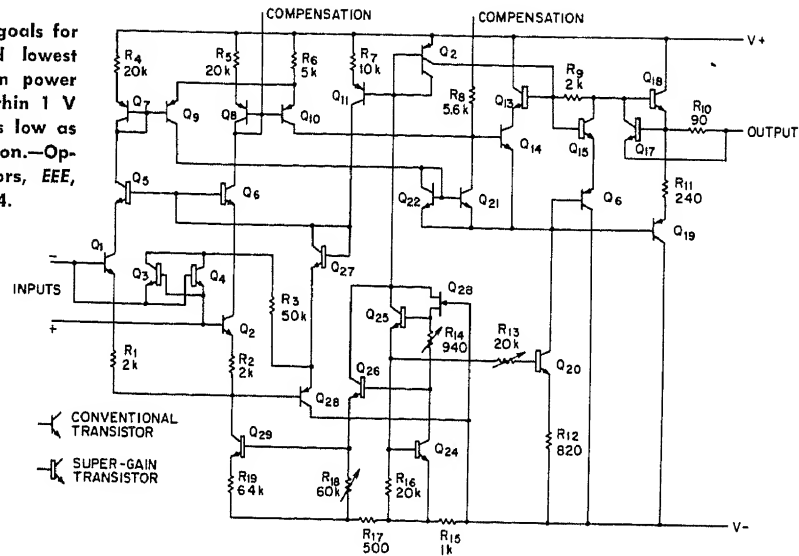 goals for
d lowest
n power
thin 1 V
s low as
on.—Op-
ors, EEE,
4.
COMPENSATION
COMPENSATION
V+
R4
20k
R5
20k
R6
5k
R7
10k
Q2
R8
5.6k
R9
2k
Q18
R10
90
OUTPUT
Q7
Q9
Q8
Q10
Q11
Q13
Q14
Q15
Q17
Q5
Q6
Q22
Q21
Q6
R11
240
Q19
Q1
Q3
Q4
Q27
−
INPUTS
+
R3
50k
Q25
Q28
R14
940
R13
20k
Q2
R1
2k
R2
2k
Q26
Q28
Q20
CONVENTIONAL
TRANSISTOR
Q29
Q24
R12
820
SUPER-GAIN
TRANSISTOR
R19
64k
R18
60k
R16
20k
R17
500
R15
1k
V−